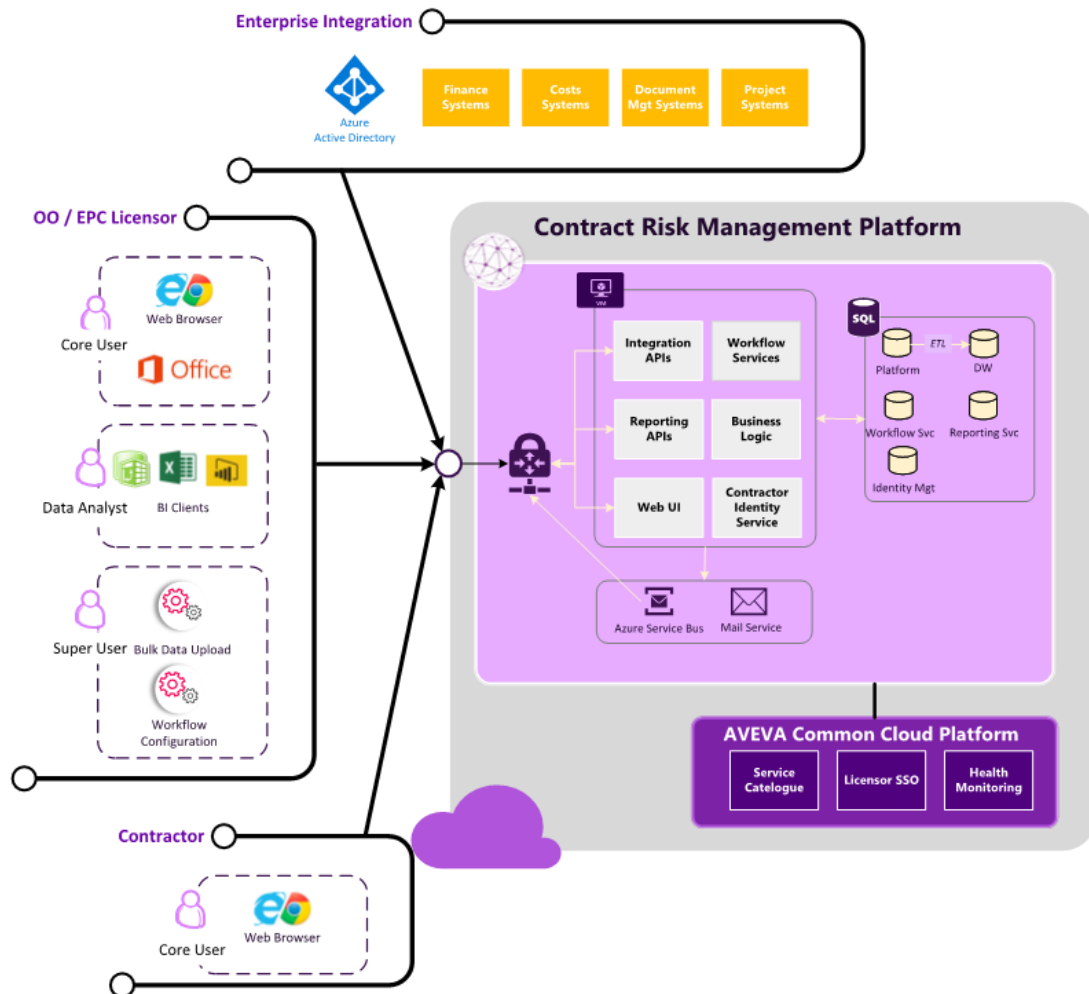 Enterprise Integration
Azure
Active Directory
Finance
Systems
Costs
Systems
Document
Mgt Systems
Project
Systems
OO / EPC Licensor
Web Browser
Core User
Office
Data Analyst
BI Clients
Super User
Bulk Data Upload
Workflow
Configuration
Contractor
Core User
Web Browser
Contract Risk Management Platform
VM
Integration
APIs
Workflow
Services
Reporting
APIs
Business
Logic
Web UI
Contractor
Identity
Service
SQL
Platform
ETL
DW
Workflow Svc
Reporting Svc
Identity Mgt
Azure Service Bus
Mail Service
AVEVA Common Cloud Platform
Service
Catelogue
Licensor SSO
Health
Monitoring